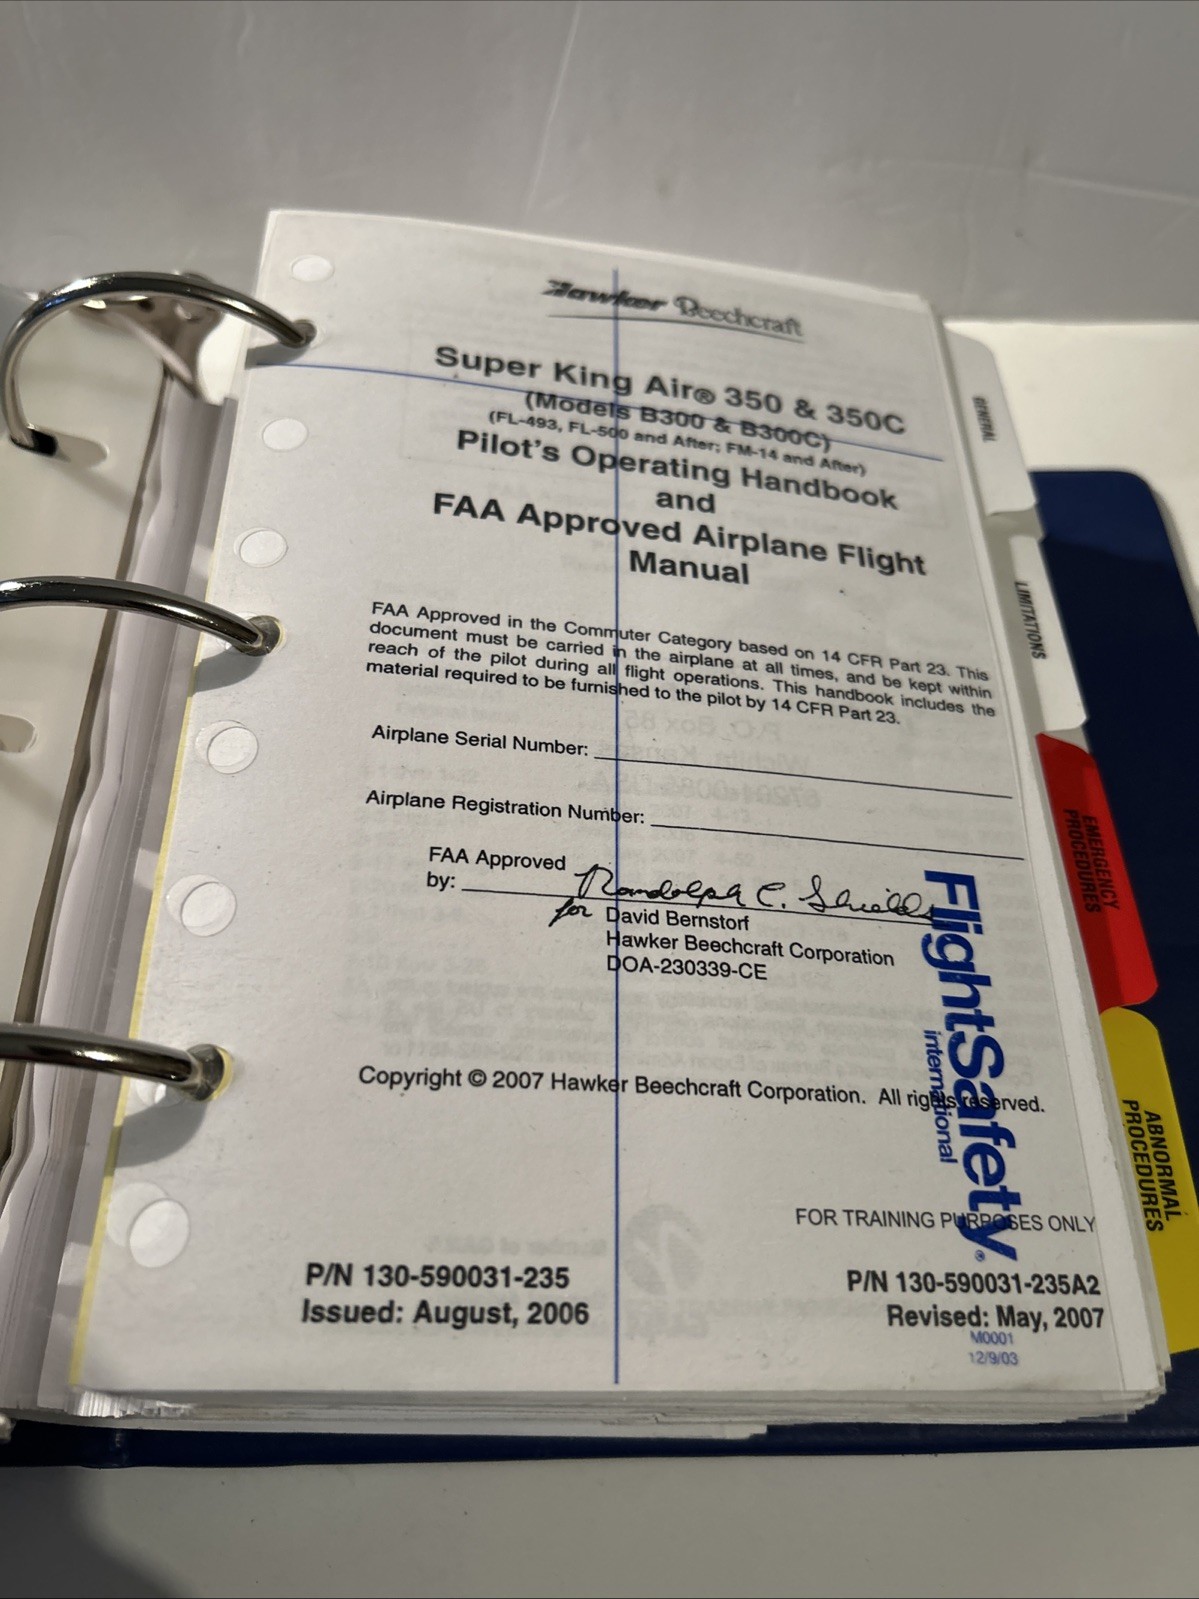 Hawker Beechcraft
Super King Air® 350 & 350C
(Models B300 & B300C)
(FL-493, FL-500 and After; FM-14 and After)
Pilot's Operating Handbook
and
FAA Approved Airplane Flight
Manual
FAA Approved in the Commuter Category based on 14 CFR Part 23. This
document must be carried in the airplane at all times, and be kept within
reach of the pilot during all flight operations. This handbook includes the
material required to be furnished to the pilot by 14 CFR Part 23.
Airplane Serial Number:
Airplane Registration Number:
FAA Approved
by: Randolph C. Shields
for David Bernstorf
Hawker Beechcraft Corporation
DOA-230339-CE
Copyright © 2007 Hawker Beechcraft Corporation. All rights reserved.
FlightSafety®
international
FOR TRAINING PURPOSES ONLY
P/N 130-590031-235
Issued: August, 2006
P/N 130-590031-235A2
Revised: May, 2007
M0001
12/9/03
GENERAL
LIMITATIONS
EMERGENCY
PROCEDURES
ABNORMAL
PROCEDURES